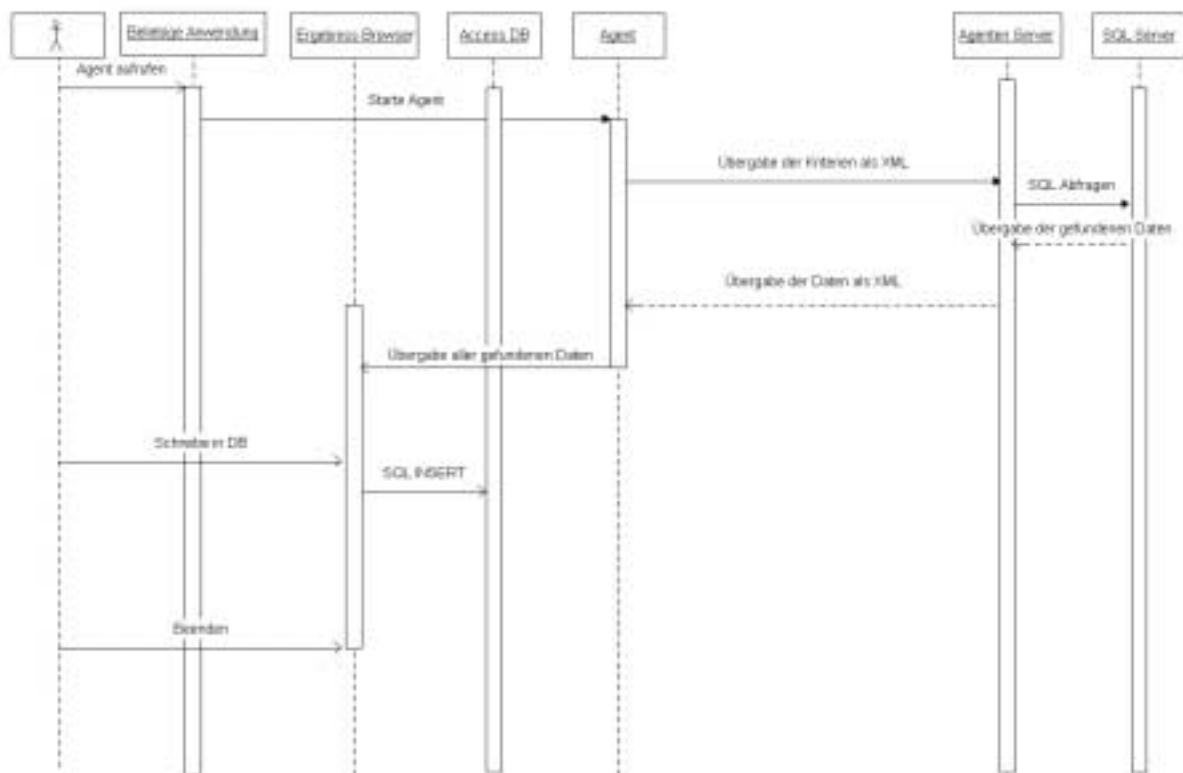 Beliebige Anwendung
Ergebniss Browser
Access DB
Agent
Agenten Server
SQL Server
Agent aufrufen
Starte Agent
Übergabe der Kriterien als XML
SQL Abfragen
Übergabe der gefundenen Daten
Übergabe der Daten als XML
Übergabe aller gefundenen Daten
Schreibe in DB
SQL INSERT
Beenden